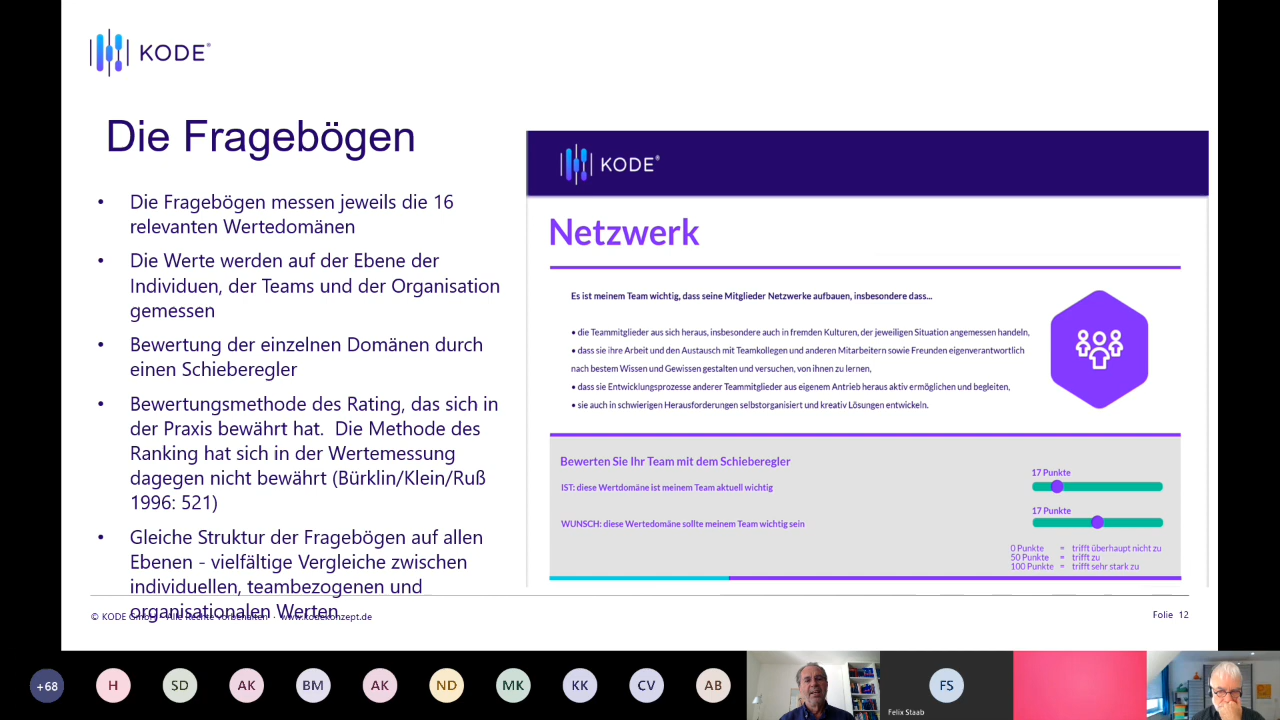 KODE®
Die Fragebögen
• Die Fragebögen messen jeweils die 16
relevanten Wertedomänen
• Die Werte werden auf der Ebene der
Individuen, der Teams und der Organisation
gemessen
• Bewertung der einzelnen Domänen durch
einen Schieberegler
• Bewertungsmethode des Rating, das sich in
der Praxis bewährt hat. Die Methode des
Ranking hat sich in der Wertemessung
dagegen nicht bewährt (Bürklin/Klein/Ruß
1996: 521)
• Gleiche Struktur der Fragebögen auf allen
Ebenen - vielfältige Vergleiche zwischen
individuellen, teambezogenen und
organisationalen Werten
KODE®
Netzwerk
Es ist meinem Team wichtig, dass seine Mitglieder Netzwerke aufbauen, insbesondere dass...
• die Teammitglieder aus sich heraus, insbesondere auch in fremden Kulturen, der jeweiligen Situation angemessen handeln,
• dass sie ihre Arbeit und den Austausch mit Teamkollegen und anderen Mitarbeitern sowie Freunden eigenverantwortlich
nach bestem Wissen und Gewissen gestalten und versuchen, von ihnen zu lernen,
• dass sie Entwicklungsprozesse anderer Teammitglieder aus eigenem Antrieb heraus aktiv ermöglichen und begleiten,
• sie auch in schwierigen Herausforderungen selbstorganisiert und kreativ Lösungen entwickeln.
Bewerten Sie Ihr Team mit dem Schieberegler
17 Punkte
IST: diese Wertdomäne ist meinem Team aktuell wichtig
17 Punkte
WUNSCH: diese Wertedomäne sollte meinem Team wichtig sein
0 Punkte = trifft überhaupt nicht zu
50 Punkte = trifft zu
100 Punkte = trifft sehr stark zu
© KODE GmbH · Alle Rechte vorbehalten · www.kodekonzept.de
Folie 12
+68 H SD AK BM AK ND MK KK CV AB FS
Felix Staab